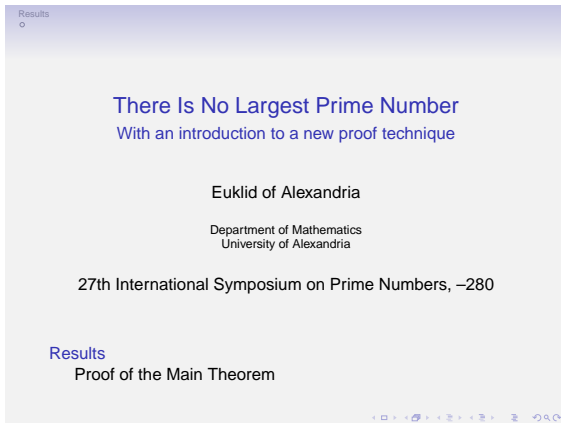 Results
There Is No Largest Prime Number
With an introduction to a new proof technique
Euklid of Alexandria
Department of Mathematics
University of Alexandria
27th International Symposium on Prime Numbers, –280
Results
Proof of the Main Theorem